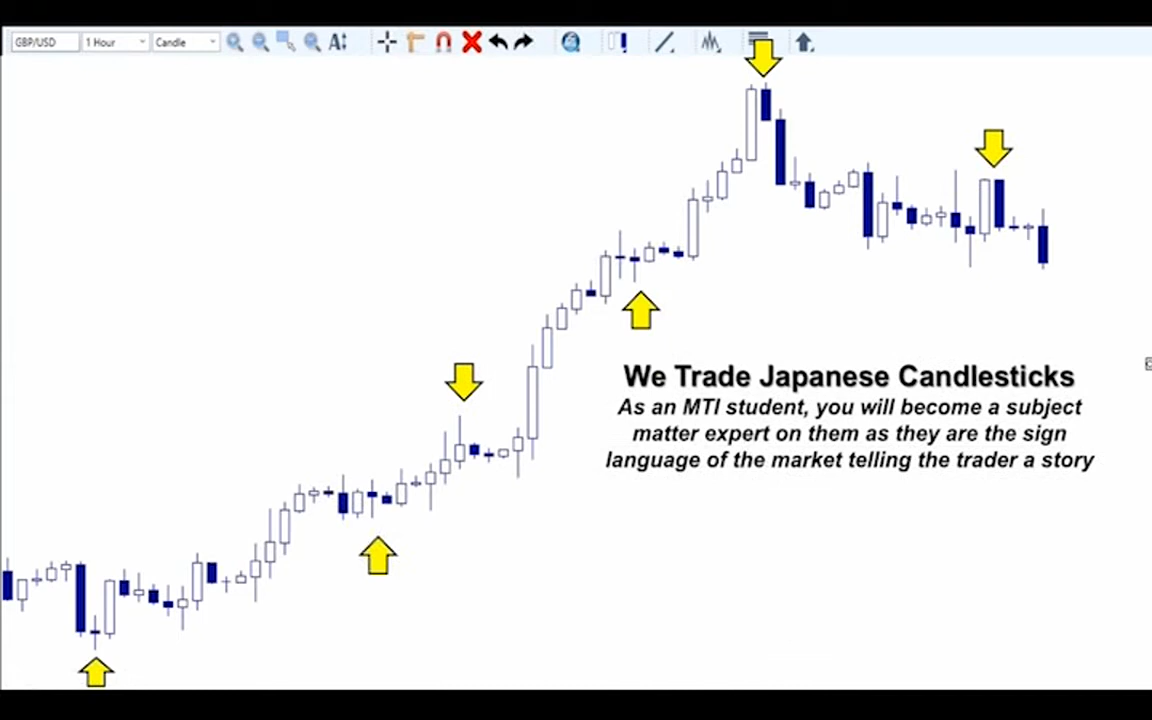 GBP/USD 1 Hour Candle A
We Trade Japanese Candlesticks
As an MTI student, you will become a subject
matter expert on them as they are the sign
language of the market telling the trader a story